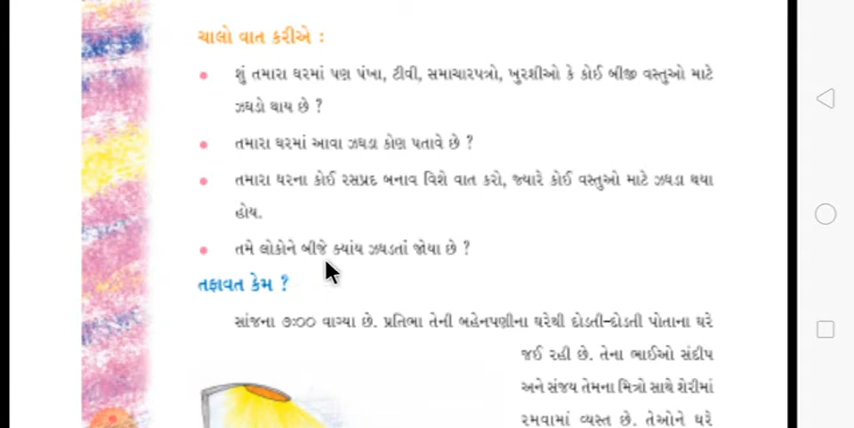 ચાલો વાત કરીએ :
• શું તમારા ઘરમાં પણ પંખા, ટીવી, સમાચારપત્રો, ખુરશીઓ કે કોઈ બીજી વસ્તુઓ માટે
ઝઘડો થાય છે ?
• તમારા ઘરમાં આવા ઝઘડા કોણ પતાવે છે ?
• તમારા ઘરના કોઈ રસપ્રદ બનાવ વિશે વાત કરો, જ્યારે કોઈ વસ્તુઓ માટે ઝઘડા થયા
હોય.
• તમે લોકોને બીજે ક્યાંય ઝઘડતાં જોયા છે ?
તફાવત કેમ ?
સાંજના ૭:૦૦ વાગ્યા છે. પ્રતિભા તેની બહેનપણીના ઘરેથી દોડતી-દોડતી પોતાના ઘરે
જઈ રહી છે. તેના ભાઈઓ સંદીપ
અને સંજય તેમના મિત્રો સાથે શેરીમાં
રમવામાં વ્યસ્ત છે. તેઓને ઘરે